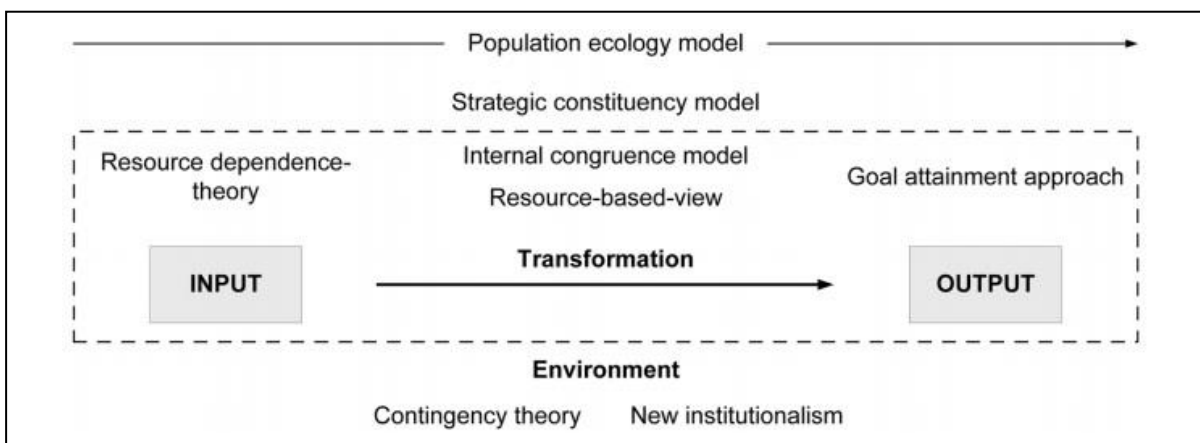 Population ecology model
Strategic constituency model
Resource dependence-
theory
Internal congruence model
Resource-based-view
Goal attainment approach
INPUT
Transformation
OUTPUT
Environment
Contingency theory New institutionalism